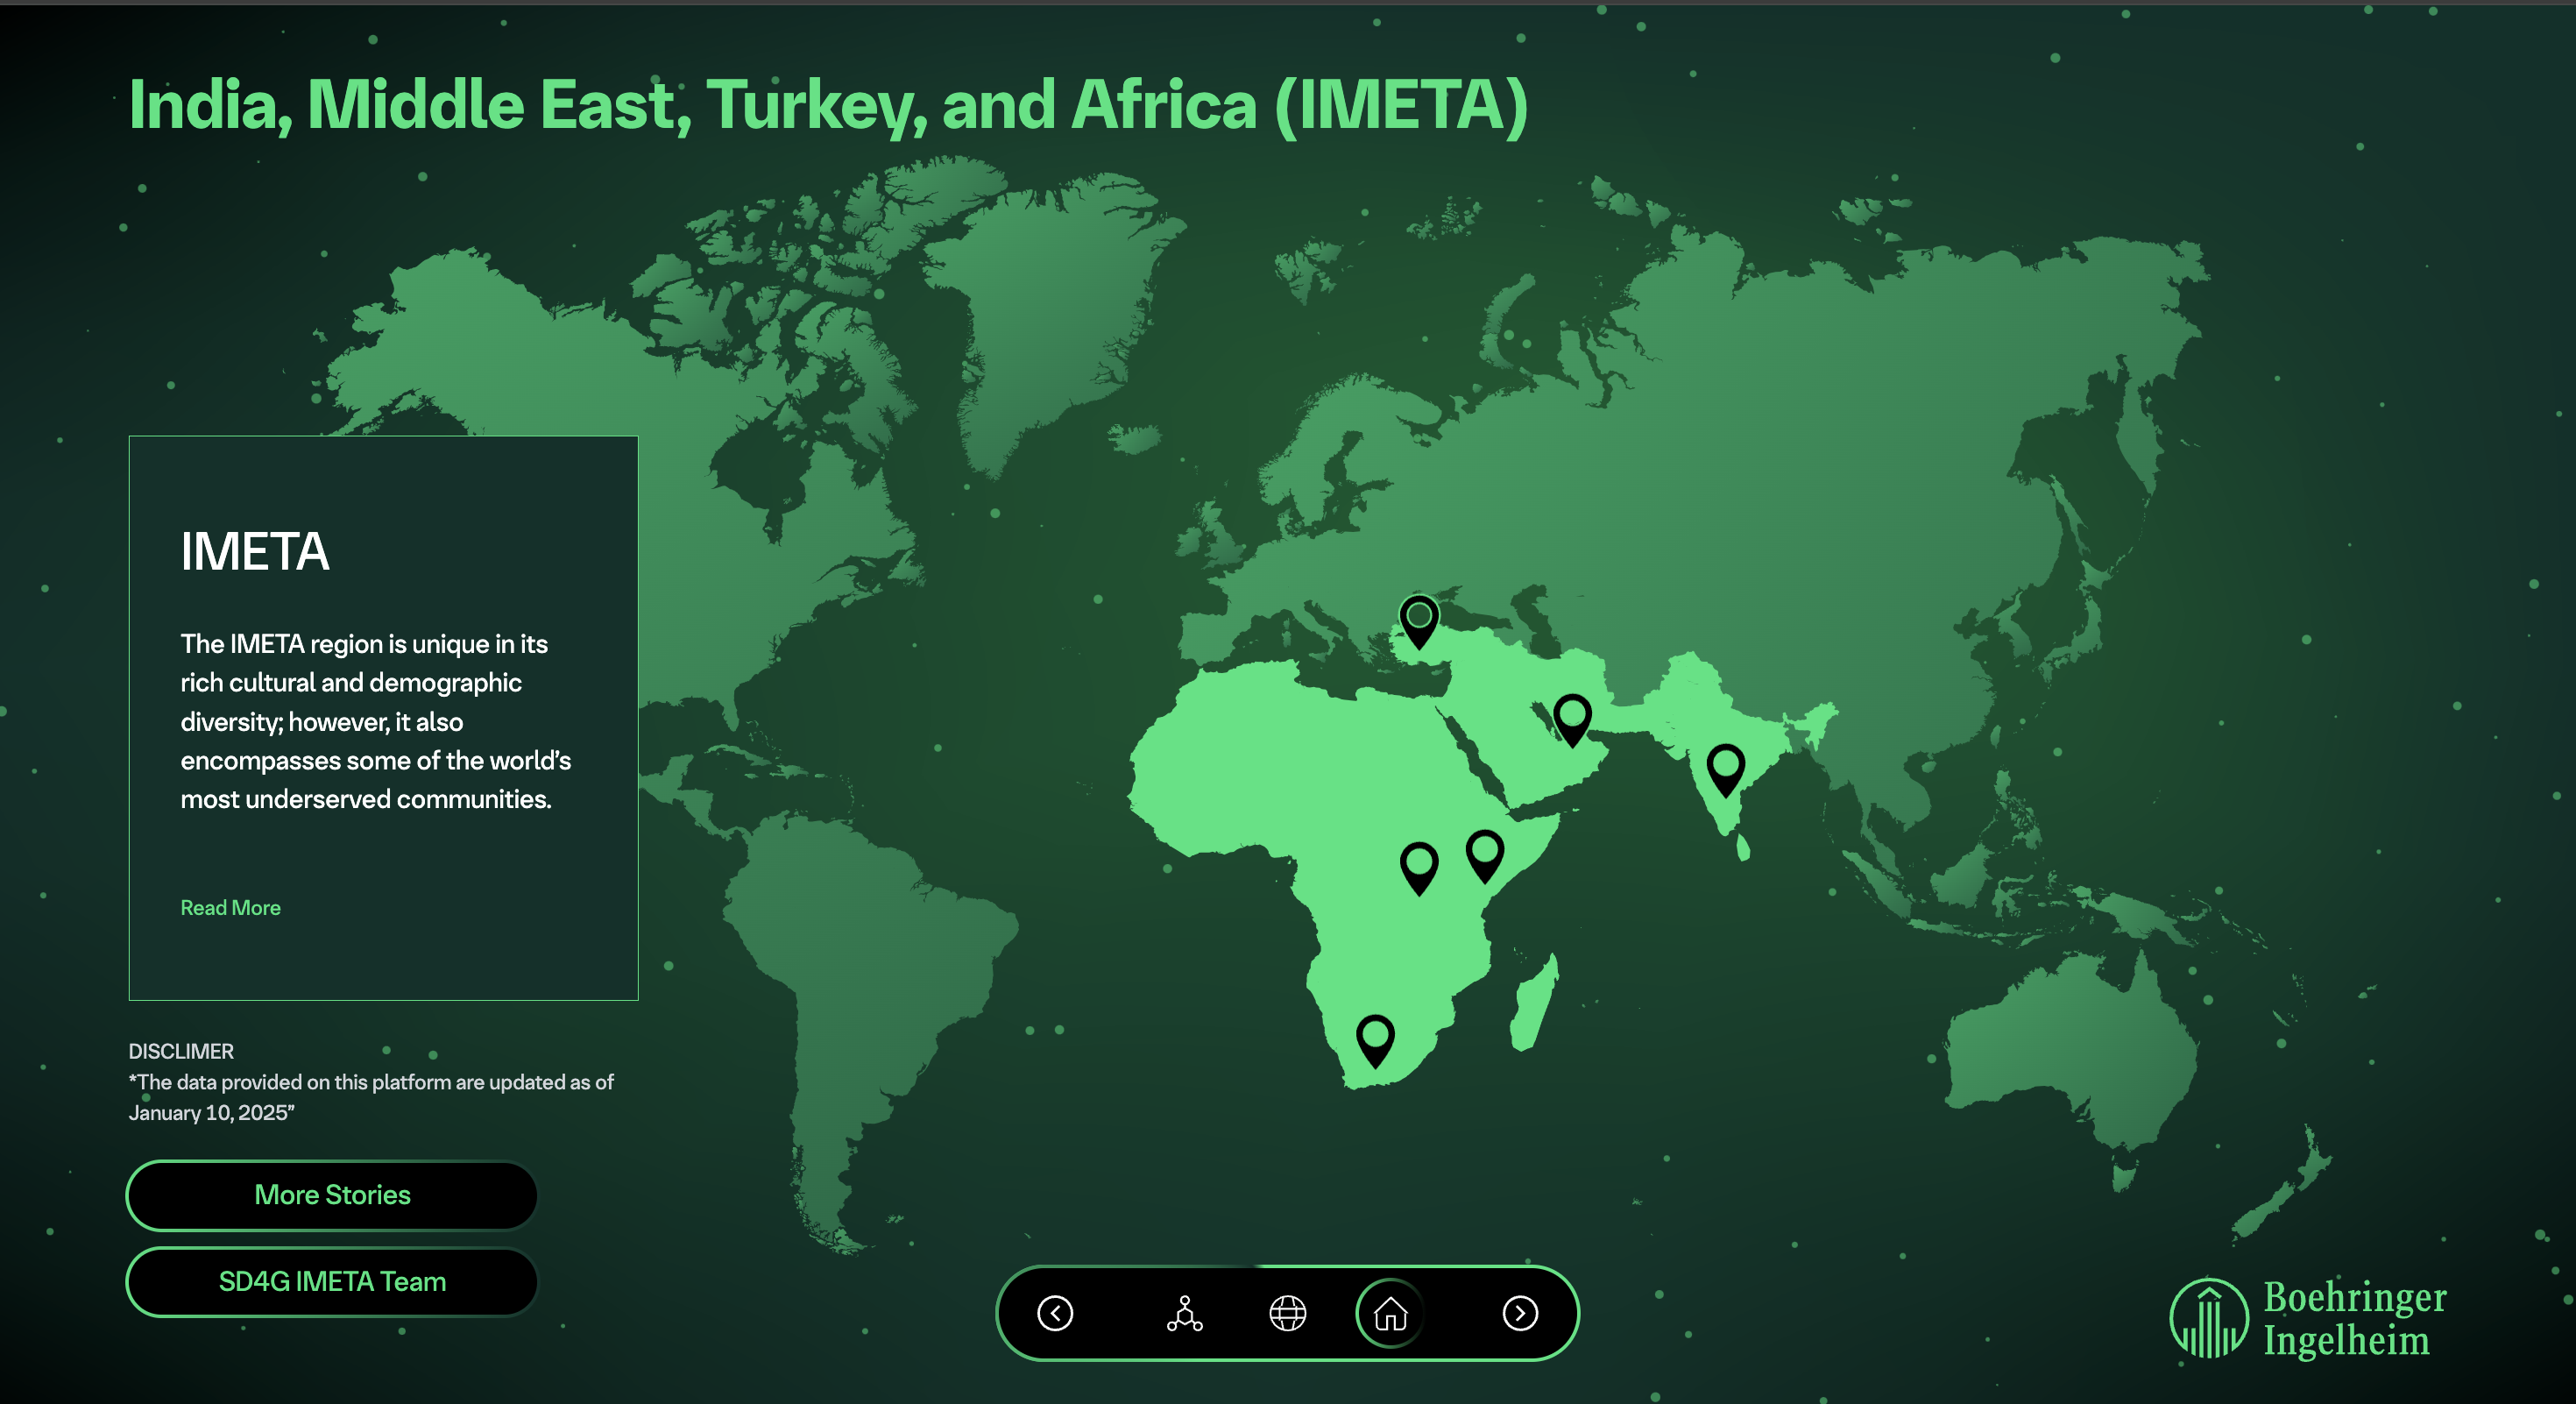 India, Middle East, Turkey, and Africa (IMETA)
IMETA
The IMETA region is unique in its
rich cultural and demographic
diversity; however, it also
encompasses some of the world’s
most underserved communities.
Read More
DISCLIMER
*The data provided on this platform are updated as of
January 10, 2025”
More Stories
SD4G IMETA Team
Boehringer
Ingelheim